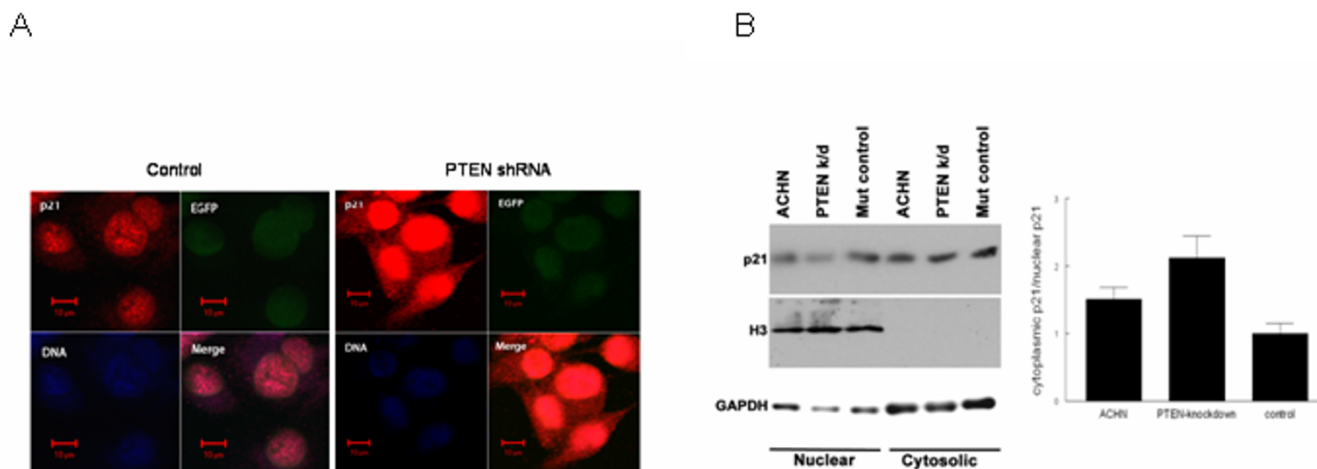 A
B
Control
PTEN shRNA
p21
EGFP
p21
EGFP
10 µm
10 µm
10 µm
10 µm
DNA
Merge
DNA
Merge
10 µm
10 µm
10 µm
10 µm
ACHN
PTEN k/d
Mut control
ACHN
PTEN k/d
Mut control
p21
H3
GAPDH
Nuclear
Cytosolic
cytoplasmic p21/nuclear p21
3
2
1
0
ACHN
PTEN-knockdown
control